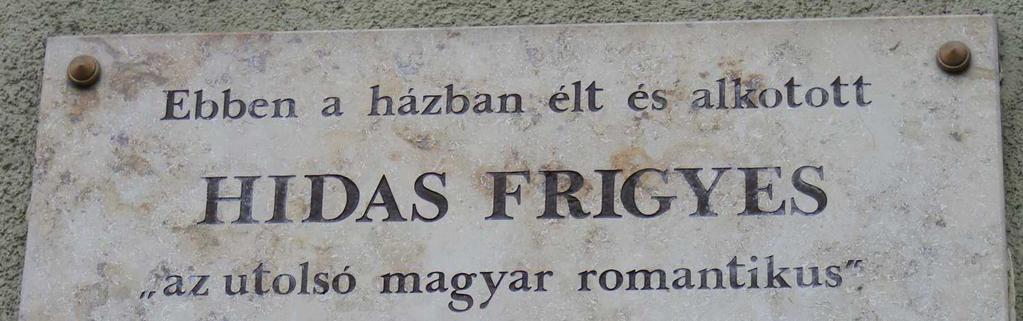 Ebben a házban élt és alkotott
HIDAS FRIGYES
„az utolsó magyar romantikus”